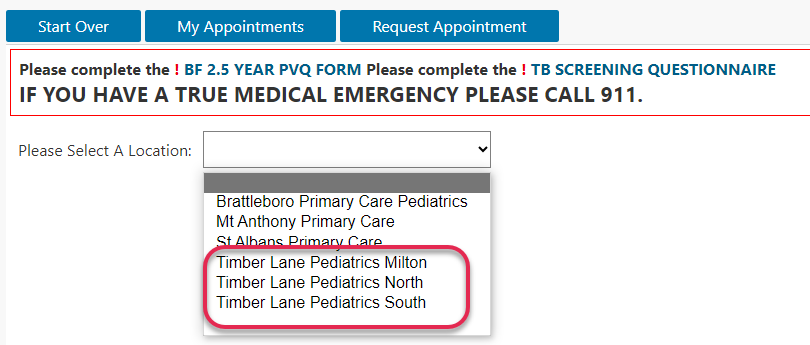 Start Over
My Appointments
Request Appointment
Please complete the ! BF 2.5 YEAR PVQ FORM Please complete the ! TB SCREENING QUESTIONNAIRE
IF YOU HAVE A TRUE MEDICAL EMERGENCY PLEASE CALL 911.
Please Select A Location:
Brattleboro Primary Care Pediatrics
Mt Anthony Primary Care
St Albans Primary Care
Timber Lane Pediatrics Milton
Timber Lane Pediatrics North
Timber Lane Pediatrics South